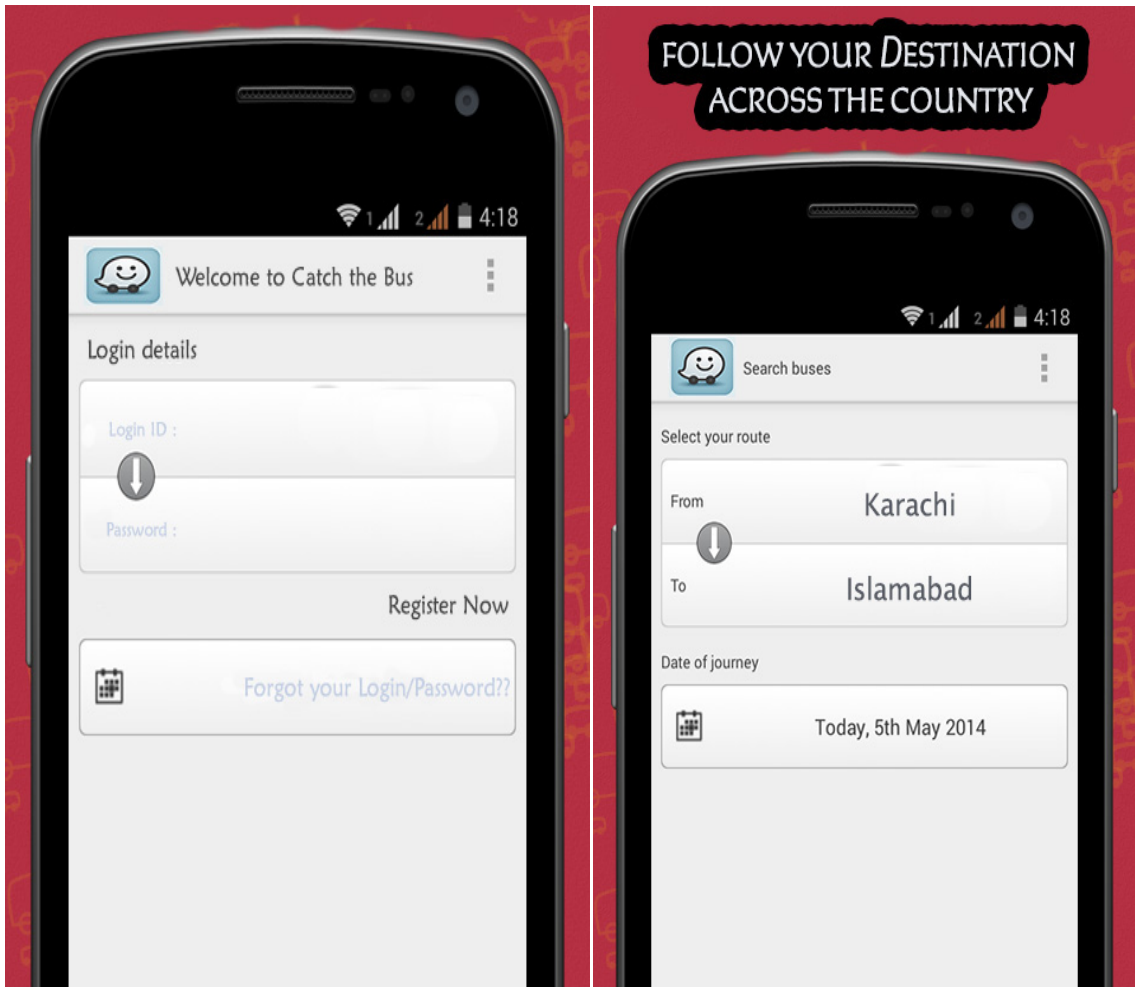 1 2 4:18
Welcome to Catch the Bus
Login details
Login ID :
Password :
Register Now
Forgot your Login/Password??
FOLLOW YOUR DESTINATION
ACROSS THE COUNTRY
1 2 4:18
Search buses
Select your route
From Karachi
To Islamabad
Date of journey
Today, 5th May 2014